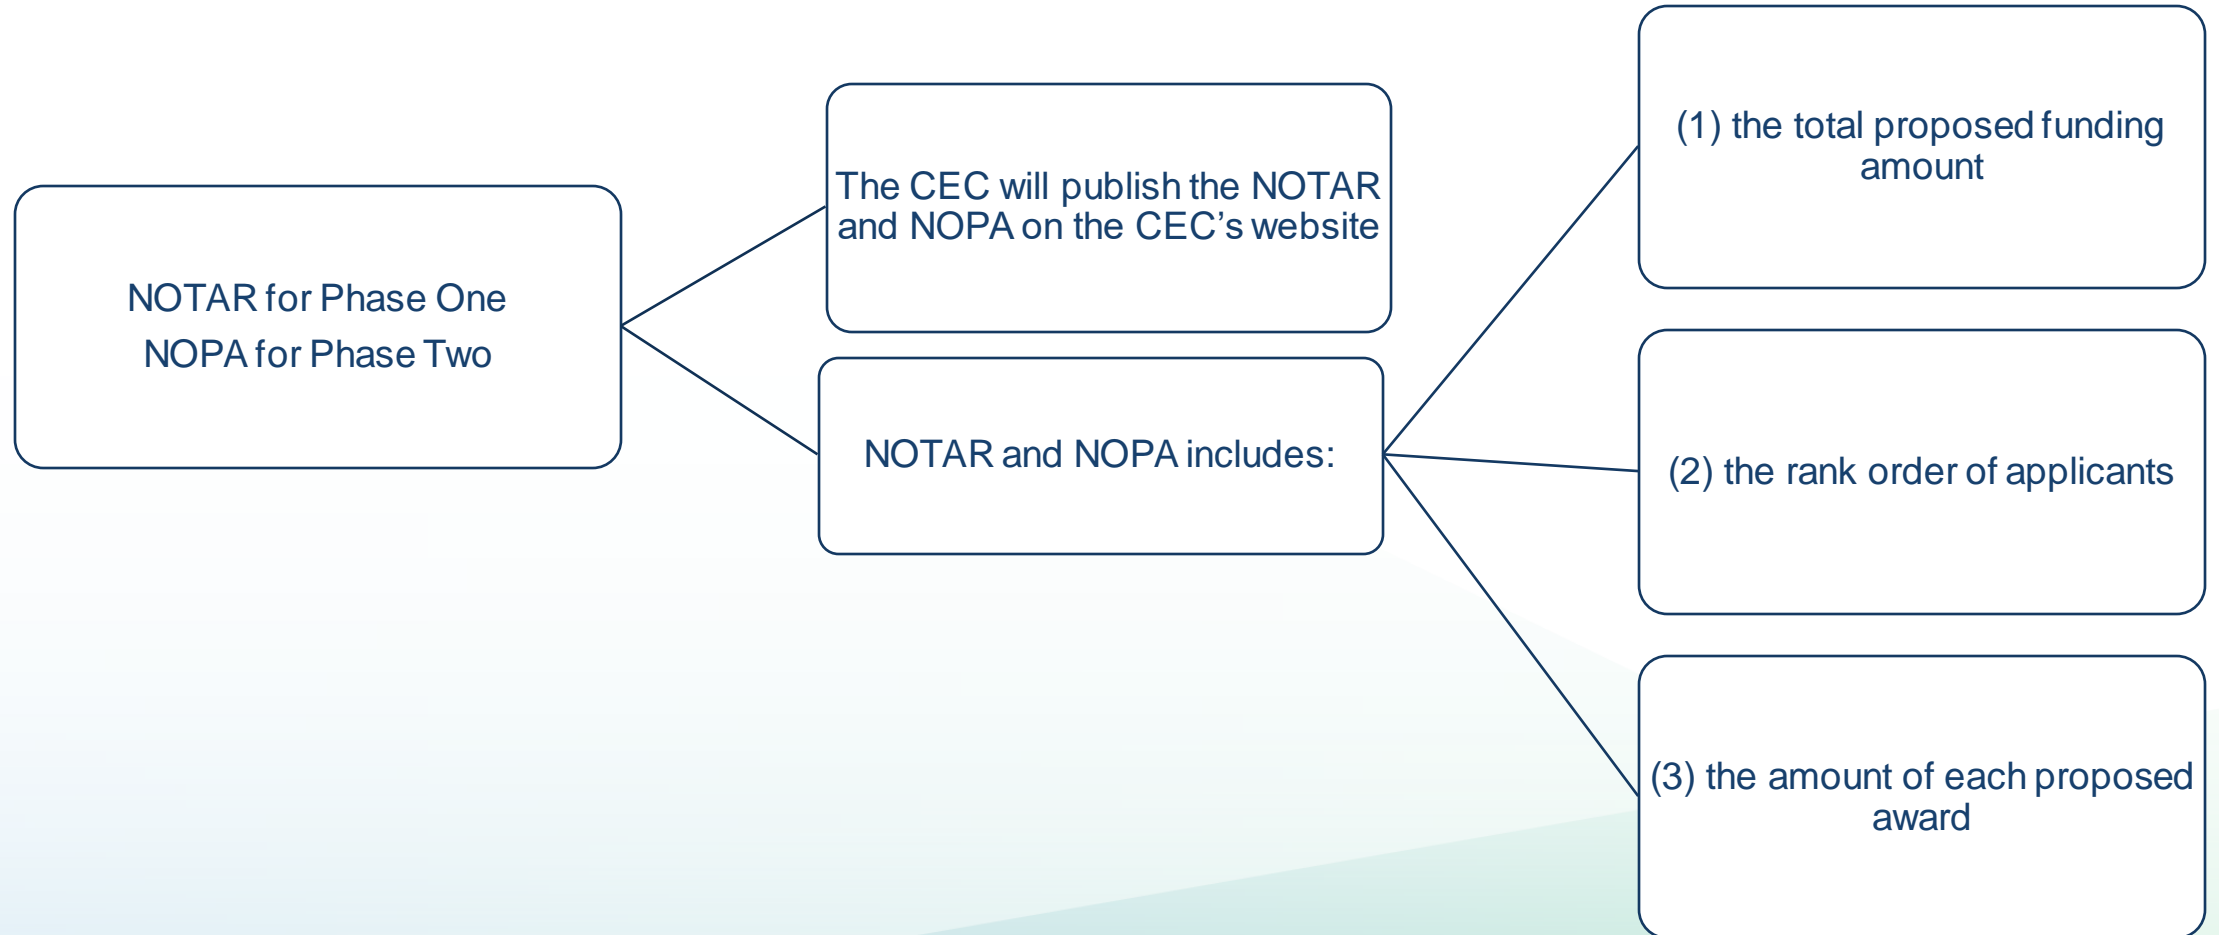 NOTAR for Phase One
NOPA for Phase Two
The CEC will publish the NOTAR
and NOPA on the CEC’s website
NOTAR and NOPA includes:
(1) the total proposed funding
amount
(2) the rank order of applicants
(3) the amount of each proposed
award